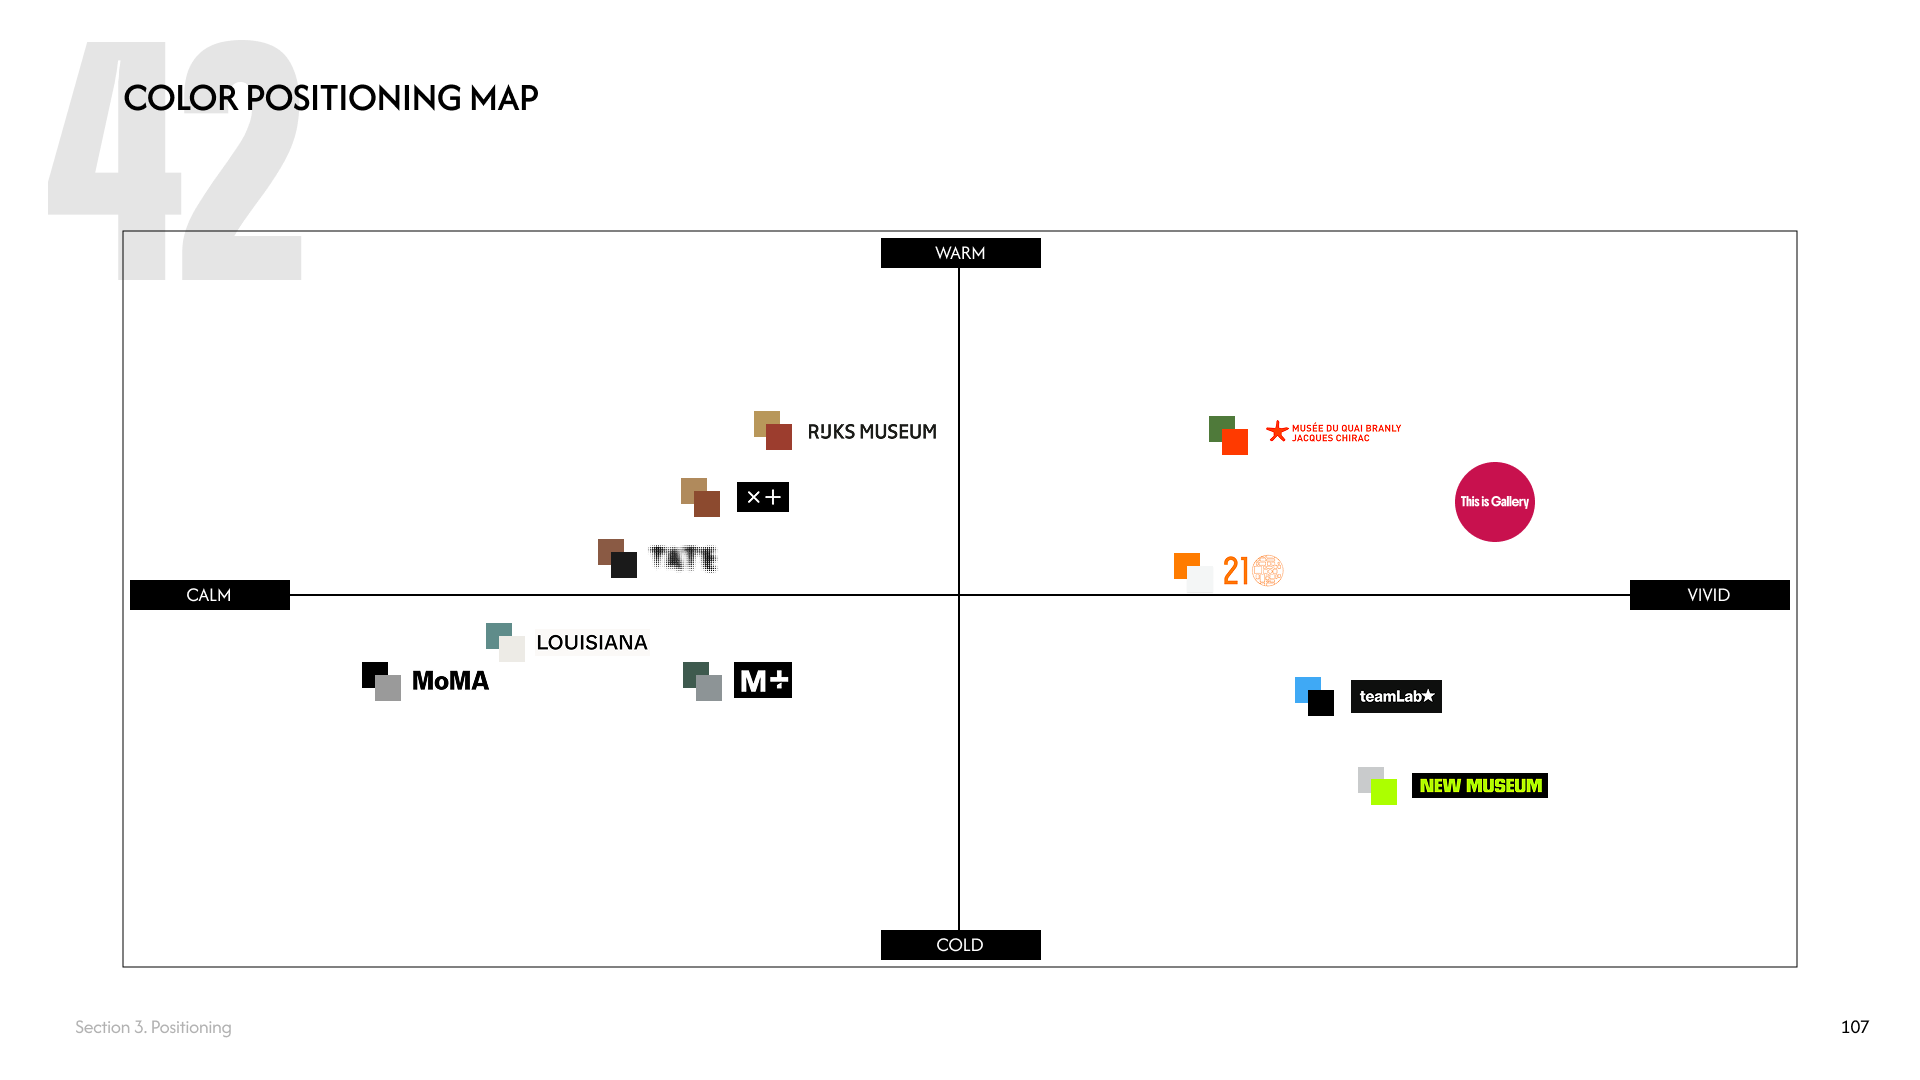 42
COLOR POSITIONING MAP
WARM
RIJKS MUSEUM
MUSÉE DU QUAI BRANLY
JACQUES CHIRAC
×+
This is Gallery
TATE
21
CALM
VIVID
LOUISIANA
MoMA
M+
teamLab★
NEW MUSEUM
COLD
Section 3. Positioning
107